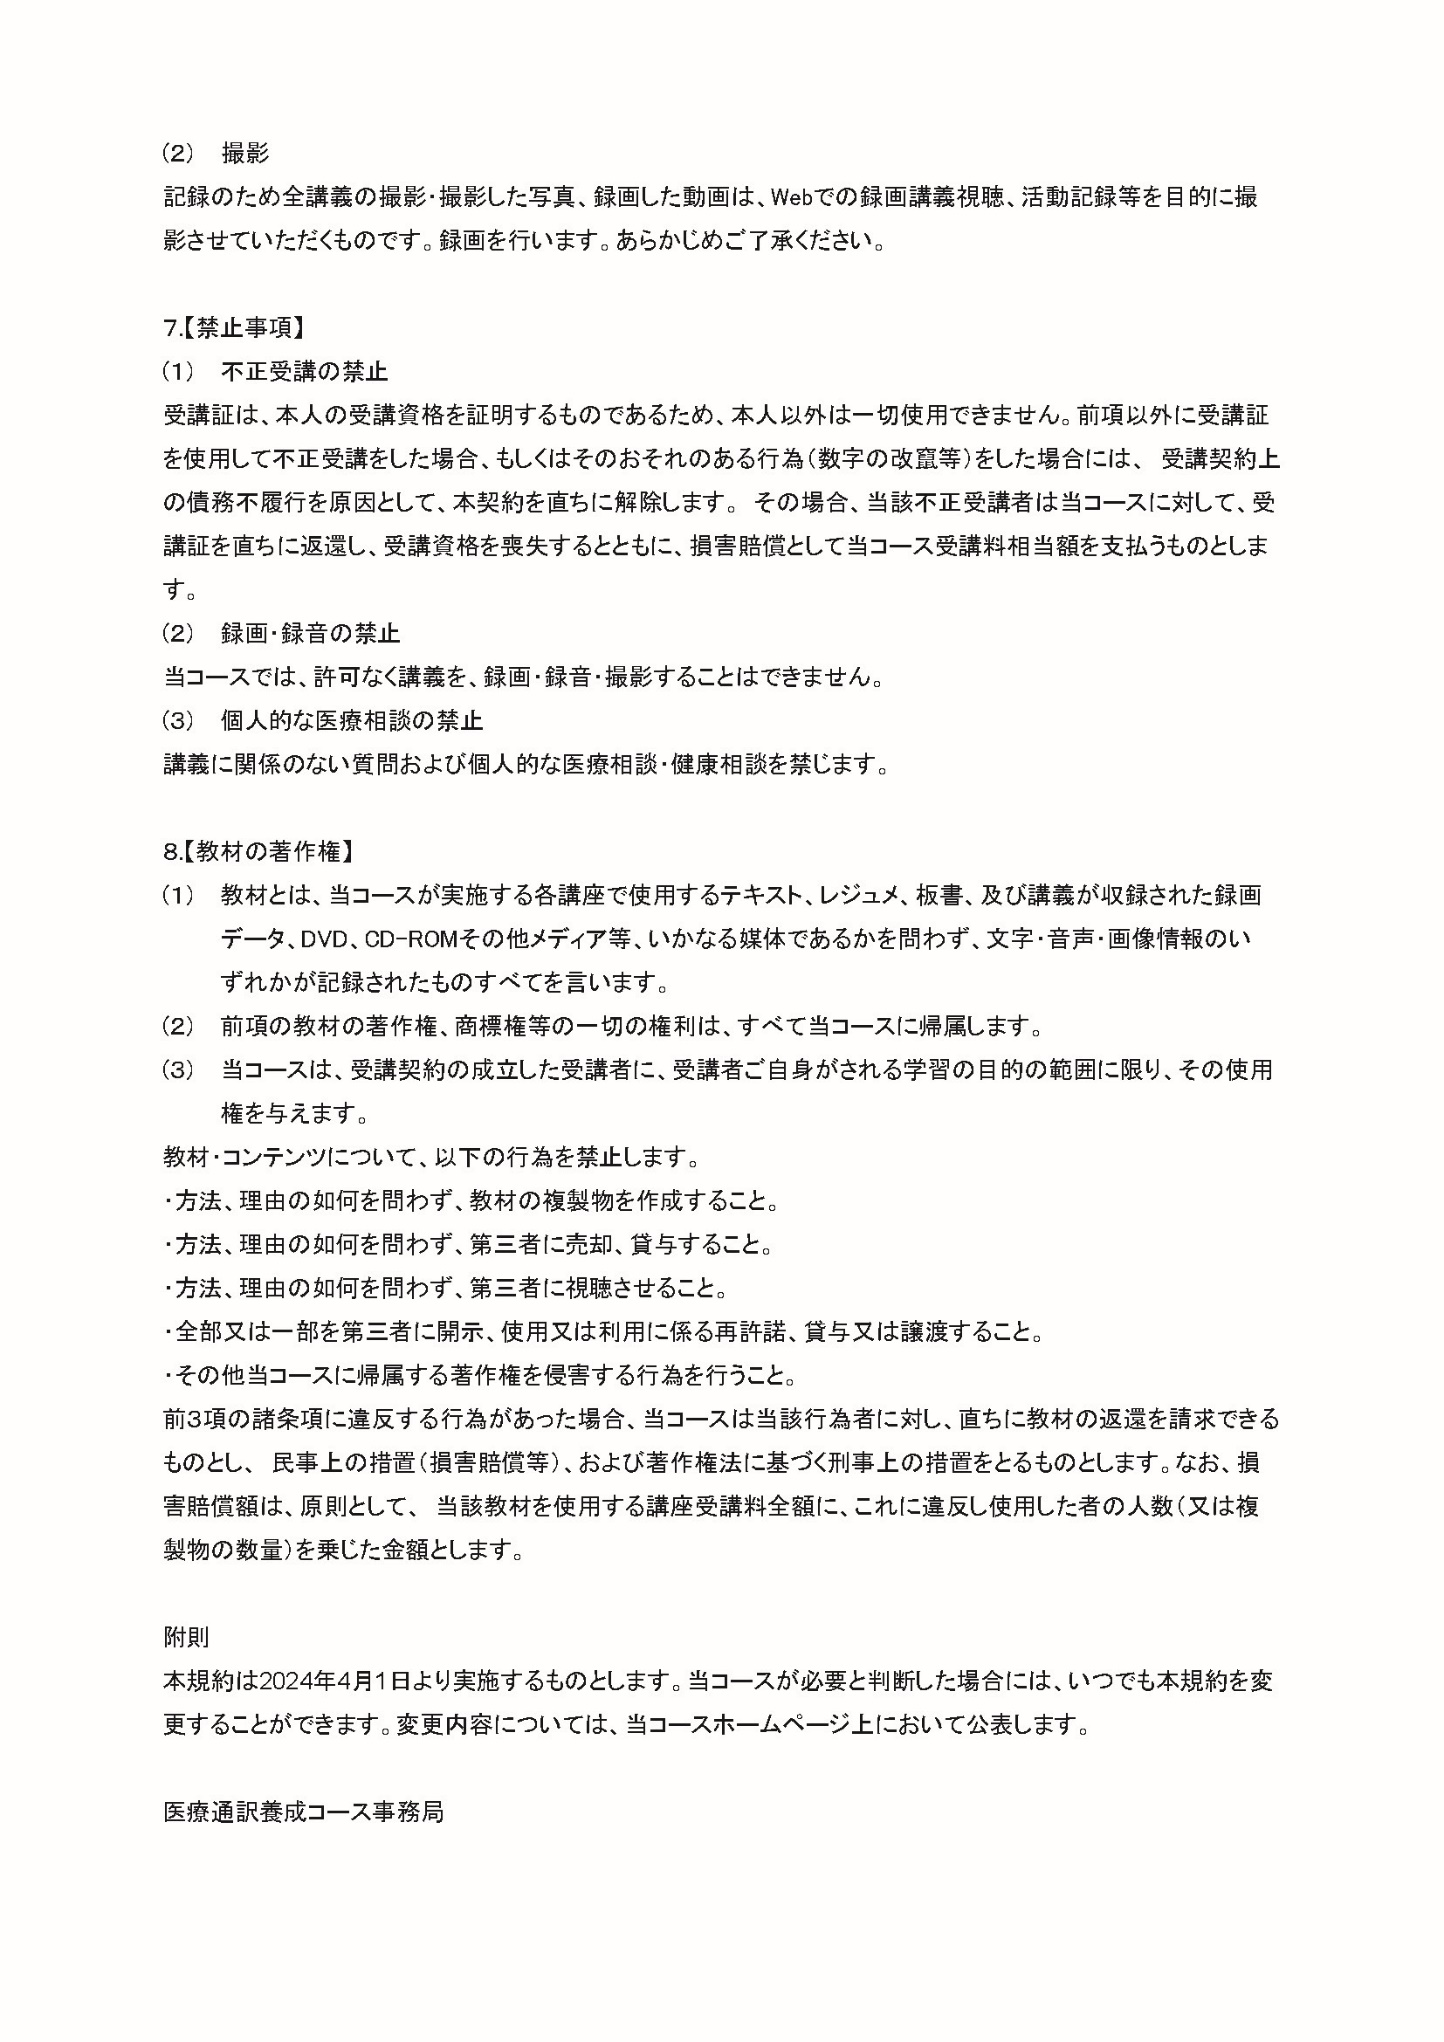 (2)　撮影
記録のため全講義の撮影・撮影した写真、録画した動画は、Webでの録画講義視聴、活動記録等を目的に撮
影させていただくものです。録画を行います。あらかじめご了承ください。
7.【禁止事項】
(1)　不正受講の禁止
受講証は、本人の受講資格を証明するものであるため、本人以外は一切使用できません。前項以外に受講証
を使用して不正受講をした場合、もしくはそのおそれのある行為（数字の改竄等）をした場合には、 受講契約上
の債務不履行を原因として、本契約を直ちに解除します。 その場合、当該不正受講者は当コースに対して、受
講証を直ちに返還し、受講資格を喪失するとともに、損害賠償として当コース受講料相当額を支払うものとしま
す。
(2)　録画・録音の禁止
当コースでは、許可なく講義を、録画・録音・撮影することはできません。
(3)　個人的な医療相談の禁止
講義に関係のない質問および個人的な医療相談・健康相談を禁じます。
8.【教材の著作権】
(1)　教材とは、当コースが実施する各講座で使用するテキスト、レジュメ、板書、及び講義が収録された録画
データ、DVD、CD-ROMその他メディア等、いかなる媒体であるかを問わず、文字・音声・画像情報のい
ずれかが記録されたものすべてを言います。
(2)　前項の教材の著作権、商標権等の一切の権利は、すべて当コースに帰属します。
(3)　当コースは、受講契約の成立した受講者に、受講者ご自身がされる学習の目的の範囲に限り、その使用
権を与えます。
教材・コンテンツについて、以下の行為を禁止します。
・方法、理由の如何を問わず、教材の複製物を作成すること。
・方法、理由の如何を問わず、第三者に売却、貸与すること。
・方法、理由の如何を問わず、第三者に視聴させること。
・全部又は一部を第三者に開示、使用又は利用に係る再許諾、貸与又は譲渡すること。
・その他当コースに帰属する著作権を侵害する行為を行うこと。
前３項の諸条項に違反する行為があった場合、当コースは当該行為者に対し、直ちに教材の返還を請求できる
ものとし、 民事上の措置（損害賠償等）、および著作権法に基づく刑事上の措置をとるものとします。なお、損
害賠償額は、原則として、 当該教材を使用する講座受講料全額に、これに違反し使用した者の人数（又は複
製物の数量）を乗じた金額とします。
附則
本規約は2024年4月1日より実施するものとします。当コースが必要と判断した場合には、いつでも本規約を変
更することができます。変更内容については、当コースホームページ上において公表します。
医療通訳養成コース事務局